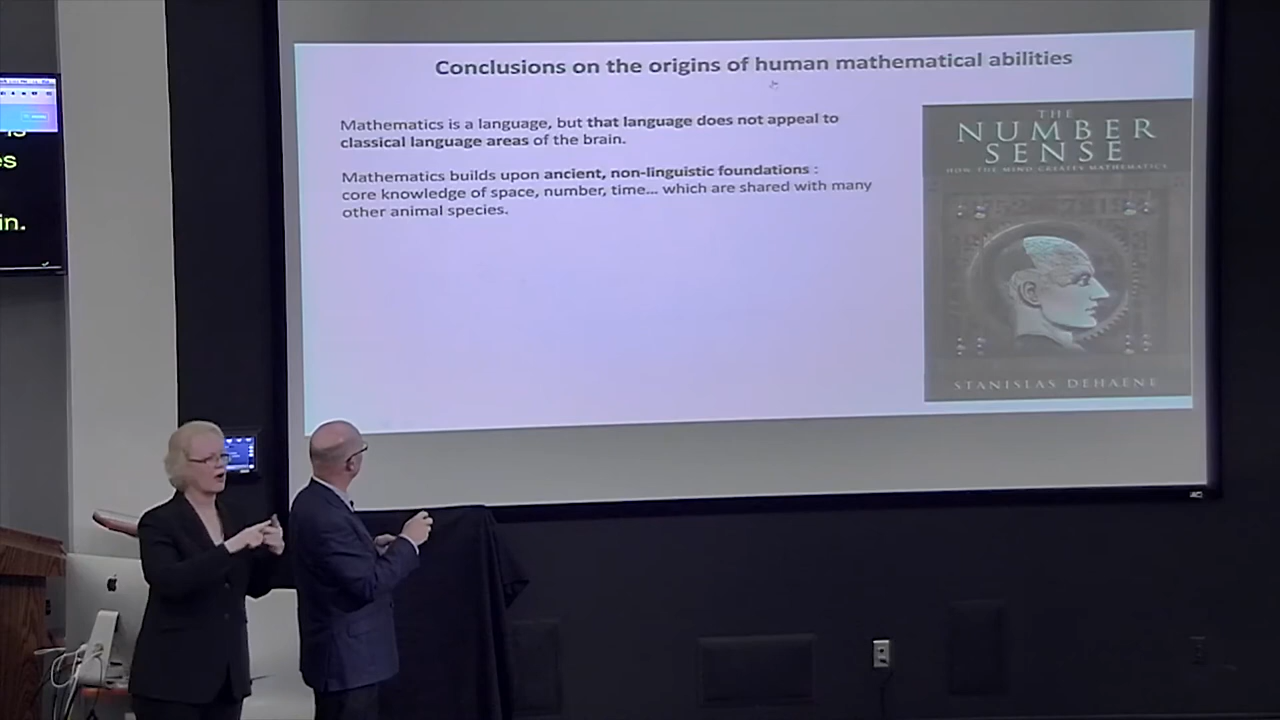 Conclusions on the origins of human mathematical abilities
Mathematics is a language, but that language does not appeal to
classical language areas of the brain.
Mathematics builds upon ancient, non-linguistic foundations :
core knowledge of space, number, time... which are shared with many
other animal species.
THE
NUMBER
SENSE
HOW THE MIND CREATES MATHEMATICS
STANISLAS DEHAENE
in.